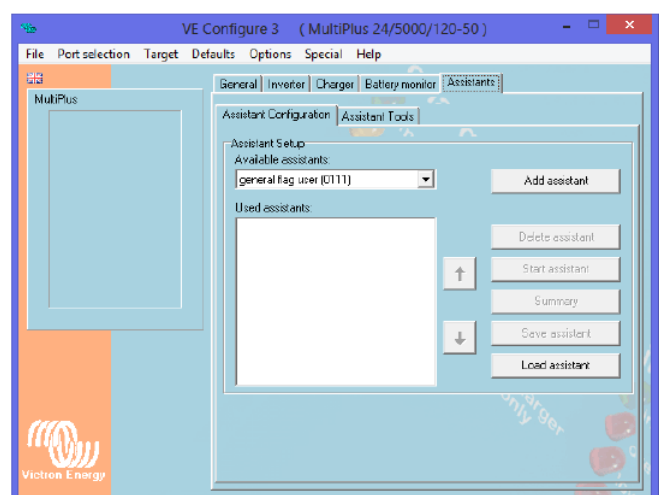 VE Configure 3 ( MultiPlus 24/5000/120-50 )
File Port selection Target Defaults Options Special Help
General Inverter Charger Battery monitor Assistants
MultiPlus
Assistant Configuration Assistant Tools
Assistant Setup
Available assistants:
general flag user (0111)
Add assistant
Used assistants:
Delete assistant
Start assistant
Summary
Save assistant
Load assistant
charger
only
Victron Energy